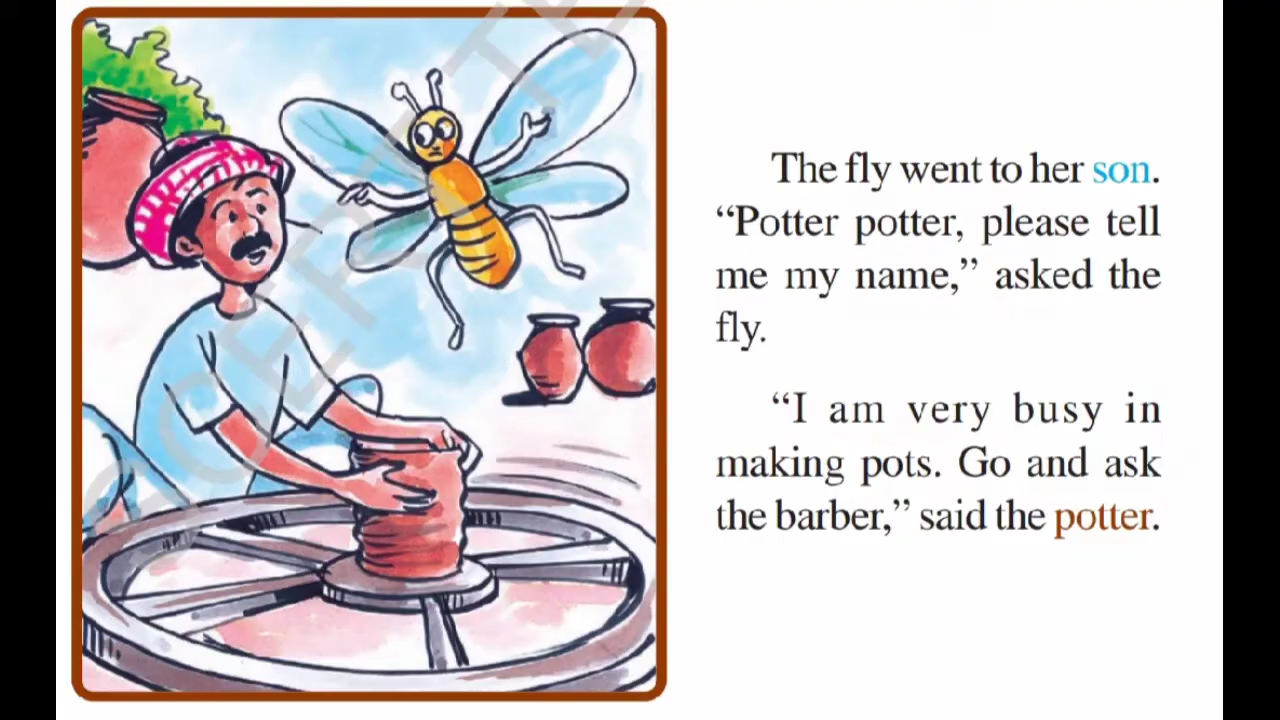 The fly went to her son.
“Potter potter, please tell
me my name,” asked the
fly.
“I am very busy in
making pots. Go and ask
the barber,” said the potter.